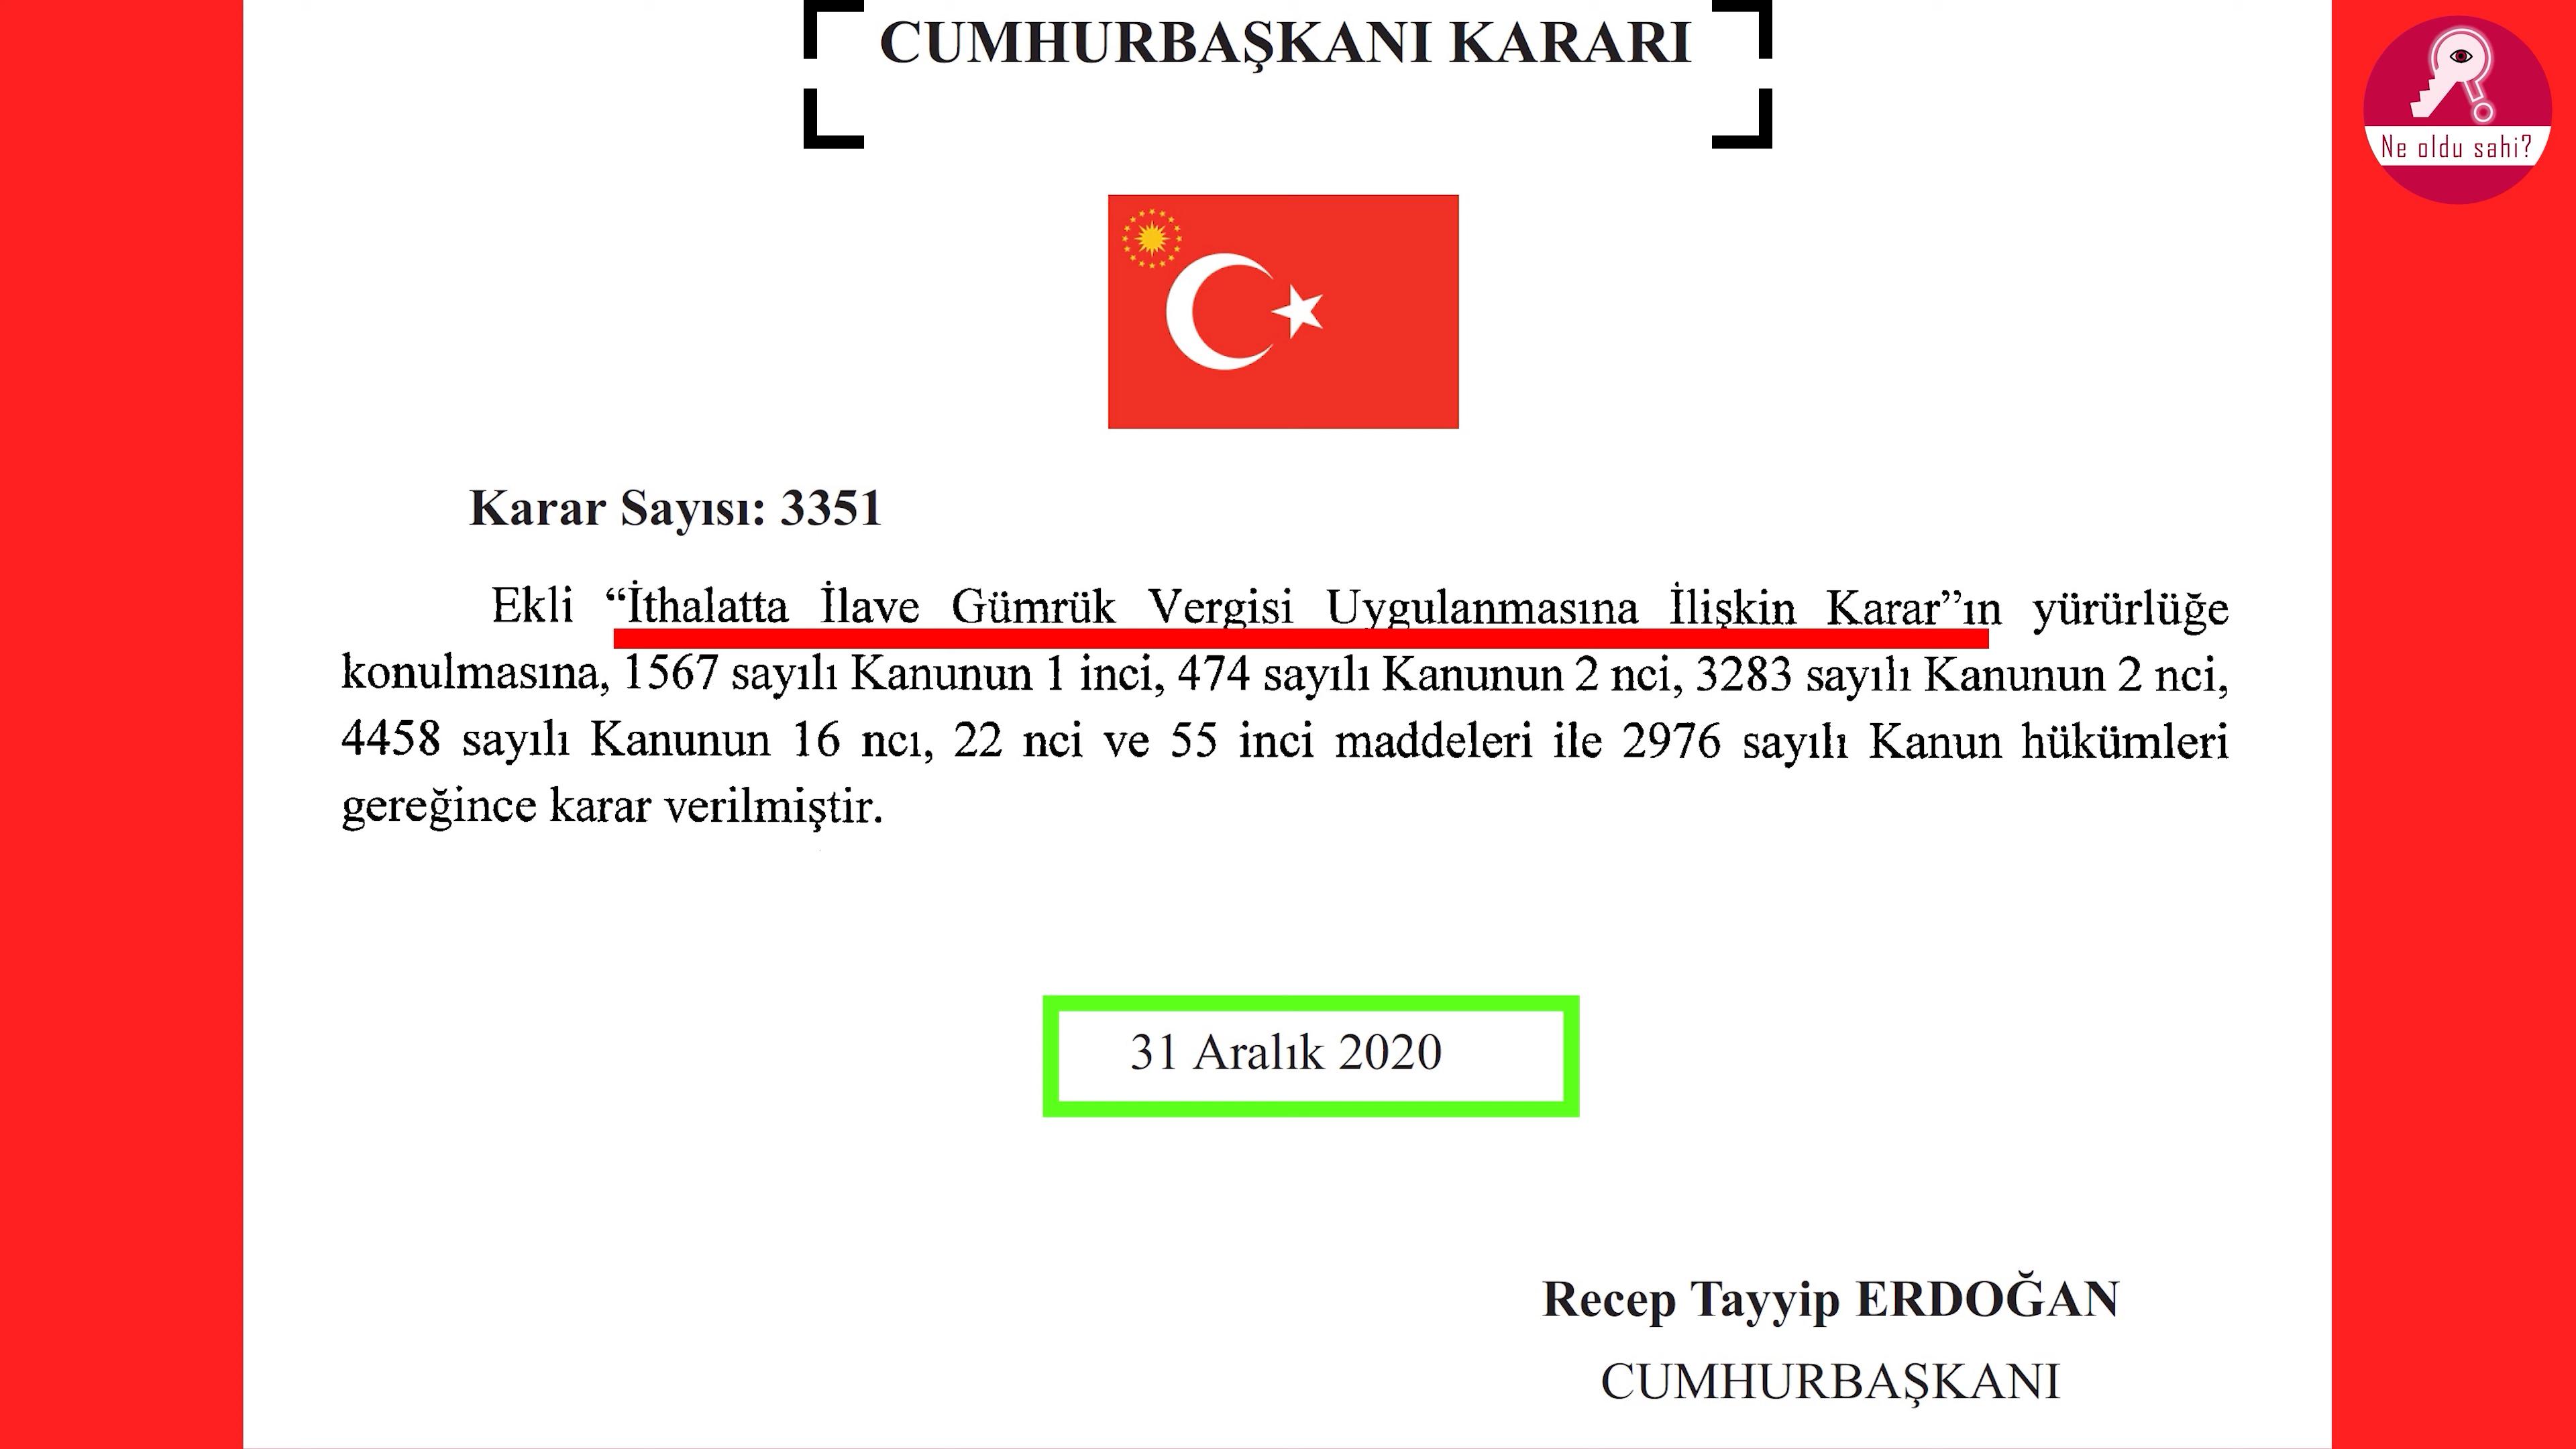 CUMHURBAŞKANI KARARI
Ne oldu sahi?
Karar Sayısı: 3351
Ekli “İthalatta İlave Gümrük Vergisi Uygulanmasına İlişkin Karar”ın yürürlüğe
konulmasına, 1567 sayılı Kanunun 1 inci, 474 sayılı Kanunun 2 nci, 3283 sayılı Kanunun 2 nci,
4458 sayılı Kanunun 16 ncı, 22 nci ve 55 inci maddeleri ile 2976 sayılı Kanun hükümleri
gereğince karar verilmiştir.
31 Aralık 2020
Recep Tayyip ERDOĞAN
CUMHURBAŞKANI